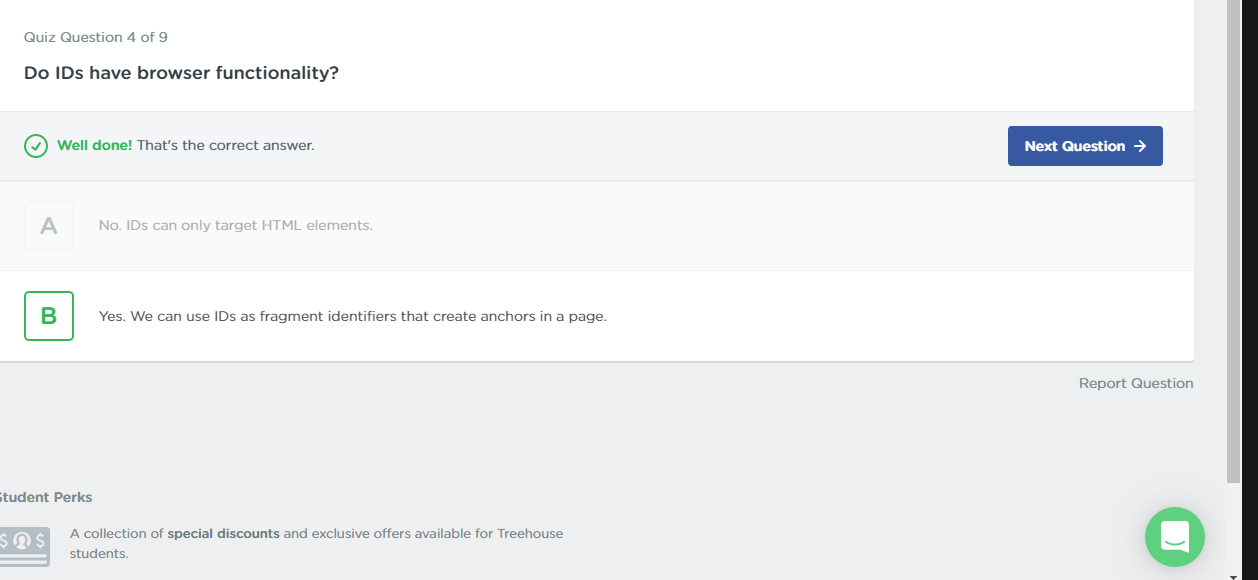 Quiz Question 4 of 9
Do IDs have browser functionality?
Well done! That's the correct answer.
Next Question →
A
No. IDs can only target HTML elements.
B
Yes. We can use IDs as fragment identifiers that create anchors in a page.
Report Question
Student Perks
A collection of special discounts and exclusive offers available for Treehouse
students.